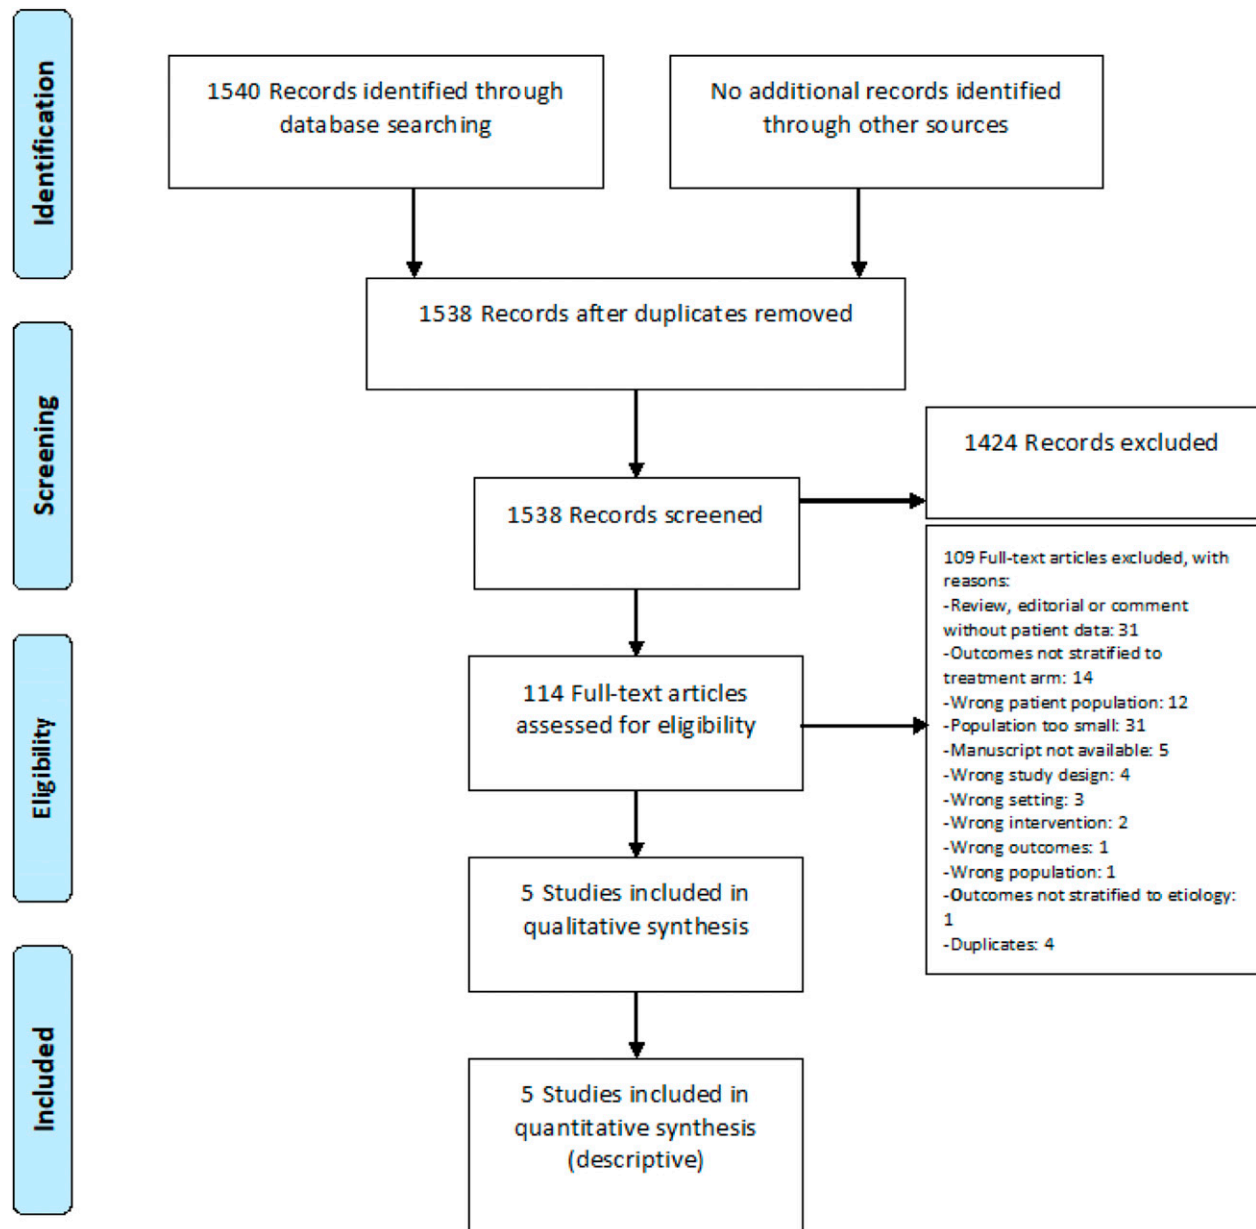 Identification
1540 Records identified through
database searching
No additional records identified
through other sources
1538 Records after duplicates removed
Screening
1538 Records screened
1424 Records excluded
Eligibility
114 Full-text articles
assessed for eligibility
109 Full-text articles excluded, with
reasons:
-Review, editorial or comment
without patient data: 31
-Outcomes not stratified to
treatment arm: 14
-Wrong patient population: 12
-Population too small: 31
-Manuscript not available: 5
-Wrong study design: 4
-Wrong setting: 3
-Wrong intervention: 2
-Wrong outcomes: 1
-Wrong population: 1
-Outcomes not stratified to etiology:
1
-Duplicates: 4
5 Studies included in
qualitative synthesis
Included
5 Studies included in
quantitative synthesis
(descriptive)